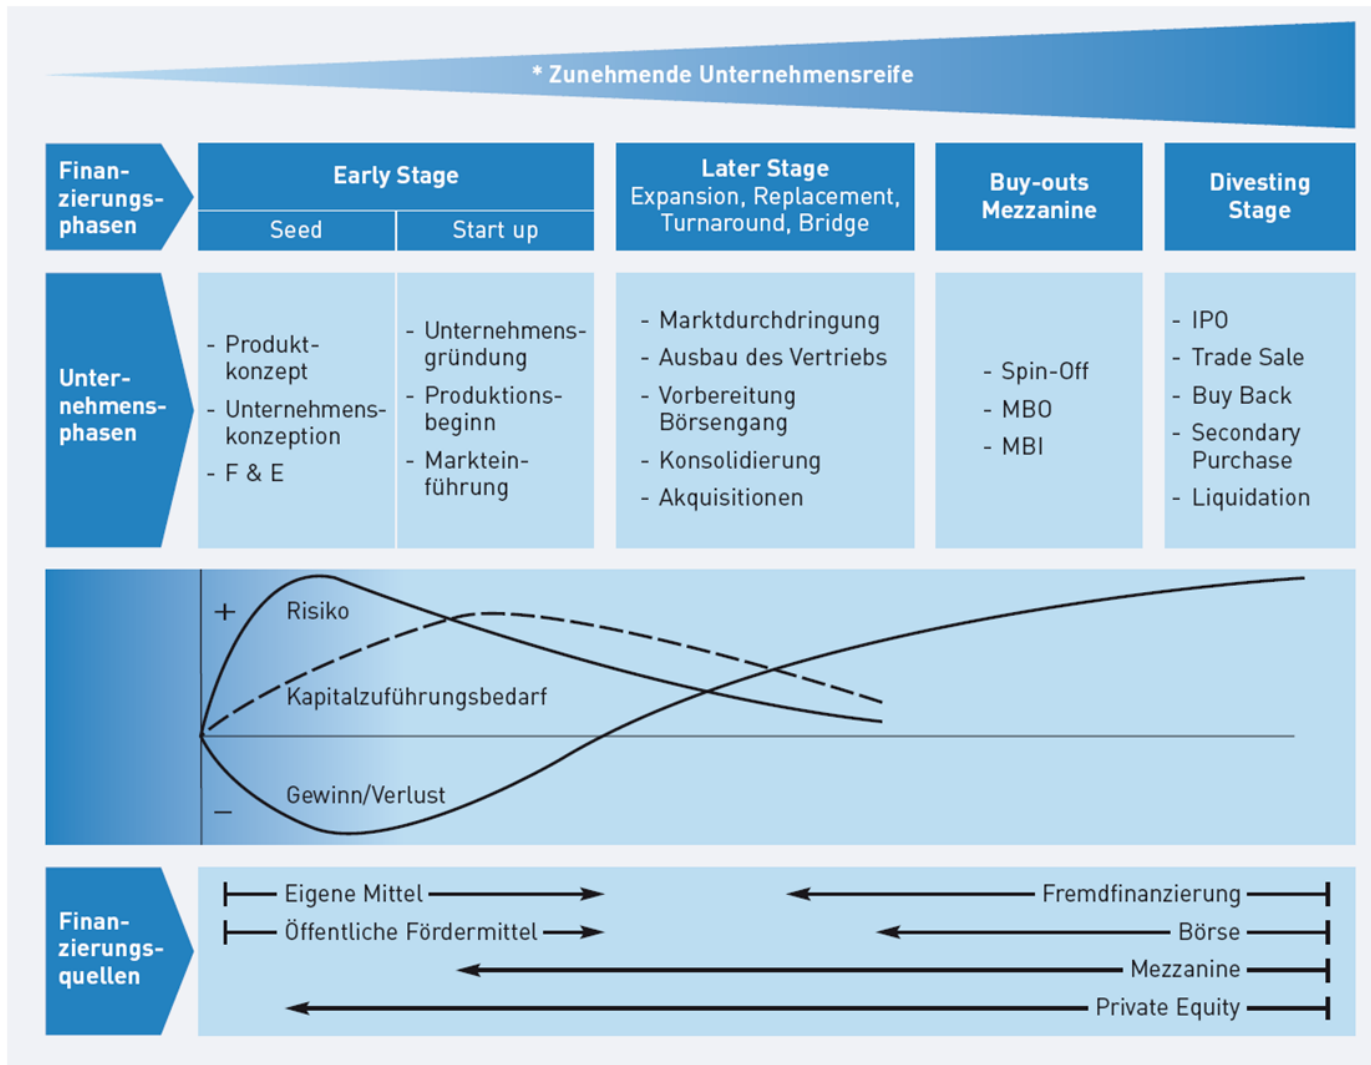 * Zunehmende Unternehmensreife
Finan-
zierungs-
phasen
Early Stage
Seed
Start up
Later Stage
Expansion, Replacement,
Turnaround, Bridge
Buy-outs
Mezzanine
Divesting
Stage
Unter-
nehmens-
phasen
- Produkt-
konzept
- Unternehmens-
konzeption
- F & E
- Unternehmens-
gründung
- Produktions-
beginn
- Marktein-
führung
- Marktdurchdringung
- Ausbau des Vertriebs
- Vorbereitung
Börsengang
- Konsolidierung
- Akquisitionen
- Spin-Off
- MBO
- MBI
- IPO
- Trade Sale
- Buy Back
- Secondary
Purchase
- Liquidation
+
Risiko
Kapitalzuführungsbedarf
Gewinn/Verlust
–
Finan-
zierungs-
quellen
Eigene Mittel
Fremdfinanzierung
Öffentliche Fördermittel
Börse
Mezzanine
Private Equity